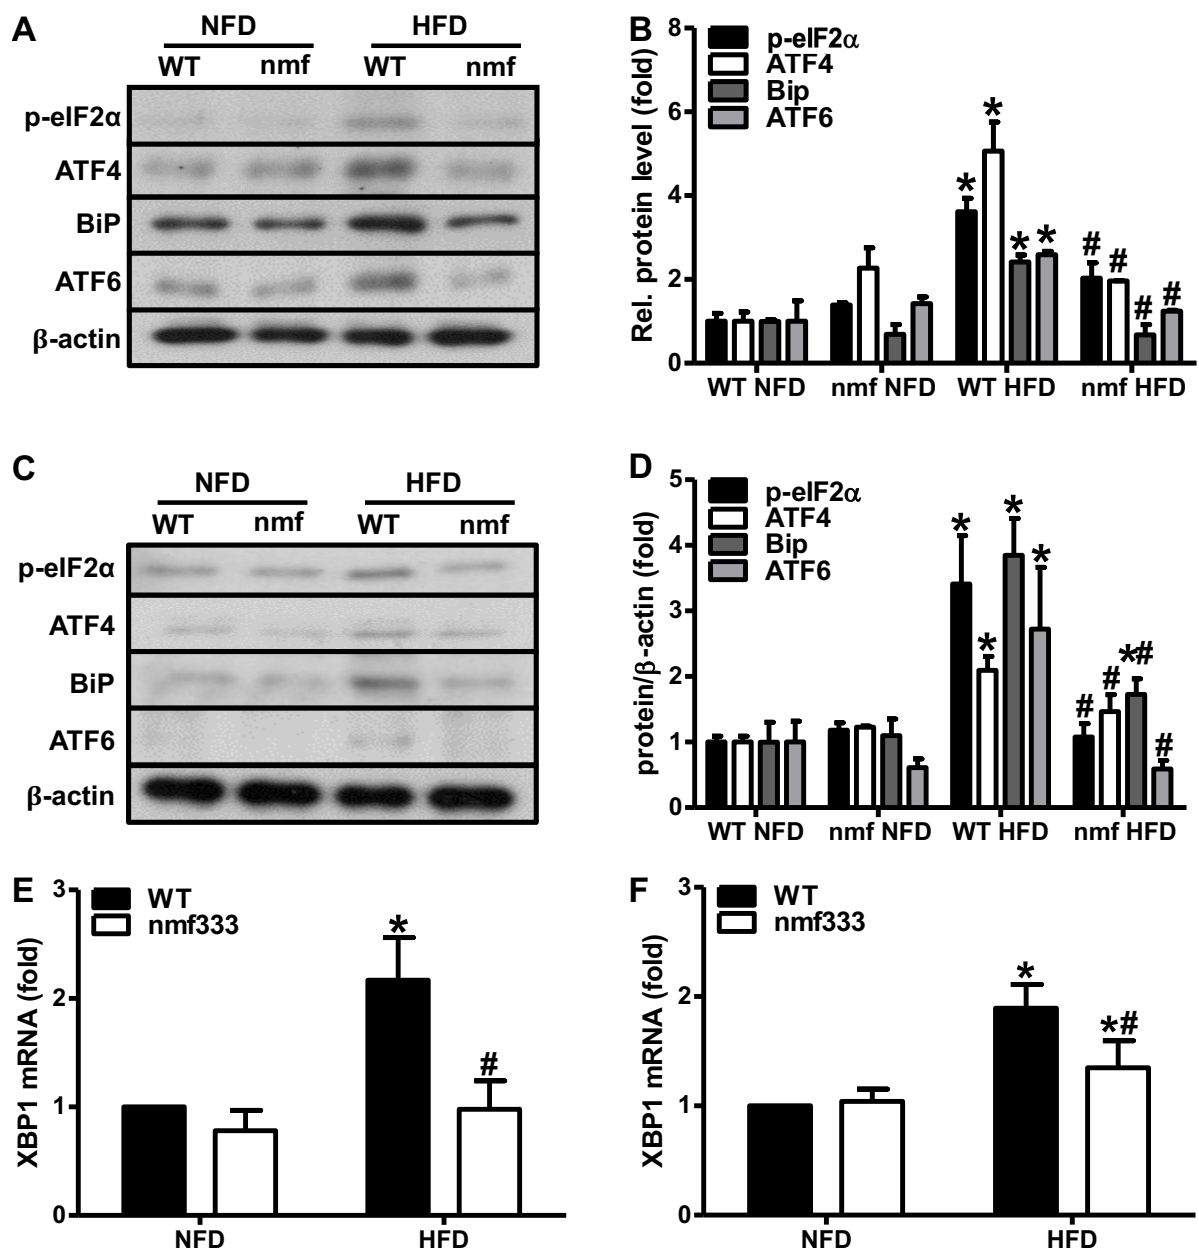 A
NFD HFD
WT nmf WT nmf
p-eIF2α
ATF4
BiP
ATF6
β-actin
B
Rel. protein level (fold)
8
6
4
2
0
p-eIF2α
ATF4
Bip
ATF6
* * * *
# # # #
WT NFD nmf NFD WT HFD nmf HFD
C
NFD HFD
WT nmf WT nmf
p-eIF2α
ATF4
BiP
ATF6
β-actin
D
protein/β-actin (fold)
5
4
3
2
1
0
p-eIF2α
ATF4
Bip
ATF6
* * * *
# # *# #
WT NFD nmf NFD WT HFD nmf HFD
E
XBP1 mRNA (fold)
3
2
1
0
WT
nmf333
*
#
NFD HFD
F
XBP1 mRNA (fold)
3
2
1
0
WT
nmf333
*
*#
NFD HFD